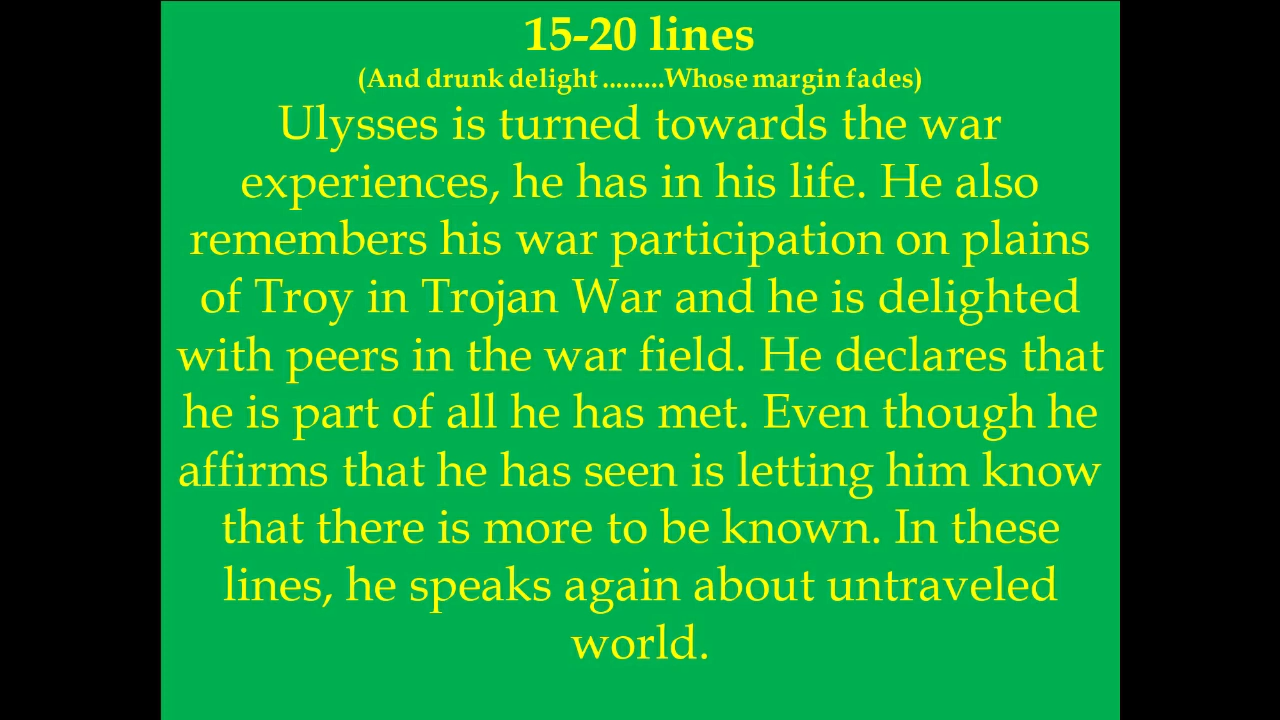 15-20 lines
(And drunk delight .........Whose margin fades)
Ulysses is turned towards the war
experiences, he has in his life. He also
remembers his war participation on plains
of Troy in Trojan War and he is delighted
with peers in the war field. He declares that
he is part of all he has met. Even though he
affirms that he has seen is letting him know
that there is more to be known. In these
lines, he speaks again about untraveled
world.